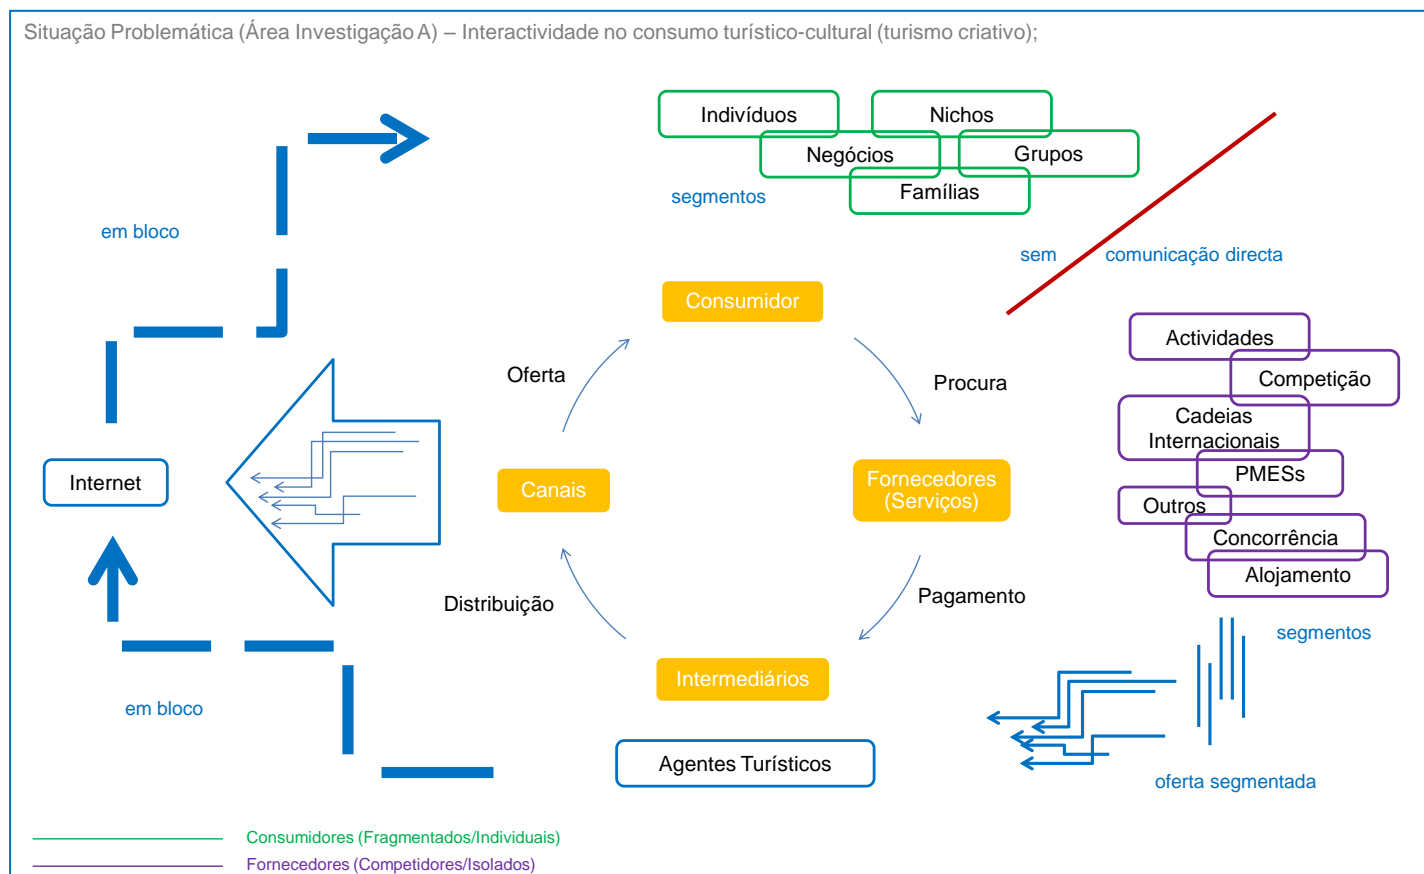 Situação Problemática (Área Investigação A) – Interactividade no consumo turístico-cultural (turismo criativo);
Indivíduos
Nichos
Negócios
Grupos
Famílias
segmentos
em bloco
sem comunicação directa
Consumidor
Actividades
Competição
Oferta
Procura
Cadeias
Internacionais
Internet
Canais
Fornecedores
(Serviços)
PMESs
Outros
Concorrência
Alojamento
Distribuição
Pagamento
segmentos
Intermediários
em bloco
Agentes Turísticos
oferta segmentada
Consumidores (Fragmentados/Individuais)
Fornecedores (Competidores/Isolados)